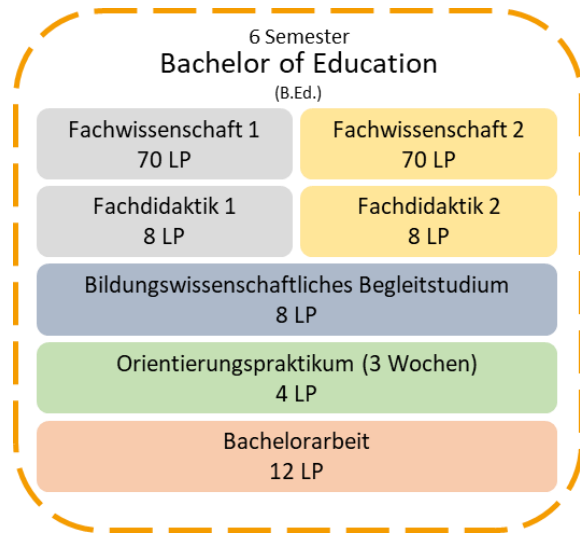 6 Semester
Bachelor of Education
(B.Ed.)
Fachwissenschaft 1
70 LP
Fachwissenschaft 2
70 LP
Fachdidaktik 1
8 LP
Fachdidaktik 2
8 LP
Bildungswissenschaftliches Begleitstudium
8 LP
Orientierungspraktikum (3 Wochen)
4 LP
Bachelorarbeit
12 LP